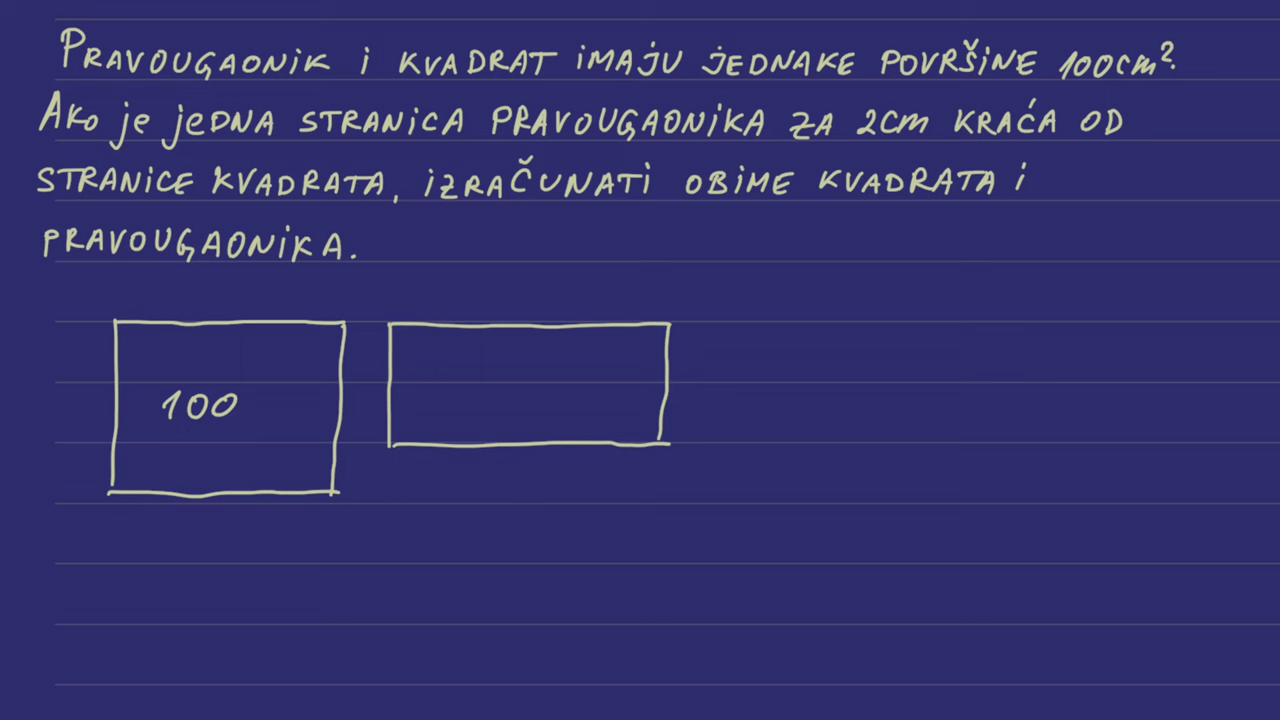 PRAVOUGAONIK I KVADRAT IMAJU JEDNAKE POVRŠINE 100cm².
AKO JE JEDNA STRANICA PRAVOUGAONIKA ZA 2cm KRAĆA OD
STRANICE KVADRATA, IZRAČUNATI OBIME KVADRATA I
PRAVOUGAONIKA.
100